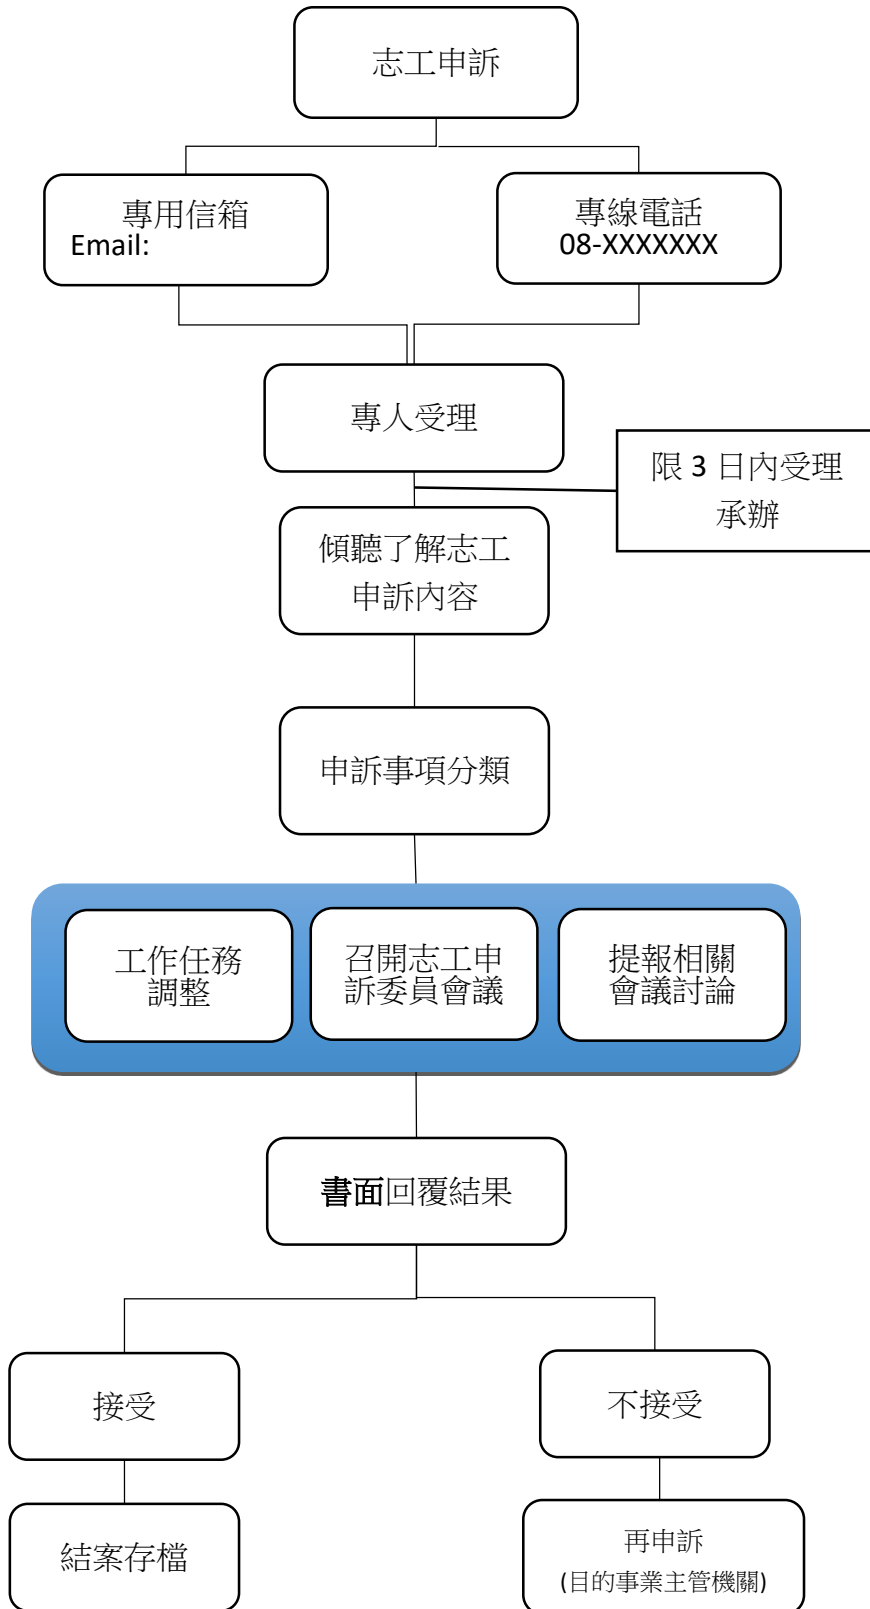 志工申訴
專用信箱
Email:
專線電話
08-XXXXXXX
專人受理
限 3 日內受理
承辦
傾聽了解志工
申訴內容
申訴事項分類
工作任務
調整
召開志工申
訴委員會議
提報相關
會議討論
書面回覆結果
接受
不接受
結案存檔
再申訴
(目的事業主管機關)